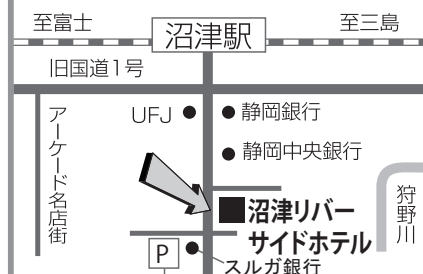 至富士
沼津駅
至三島
旧国道1号
UFJ
静岡銀行
静岡中央銀行
アーケード名店街
狩野川
沼津リバー
サイドホテル
P
スルガ銀行